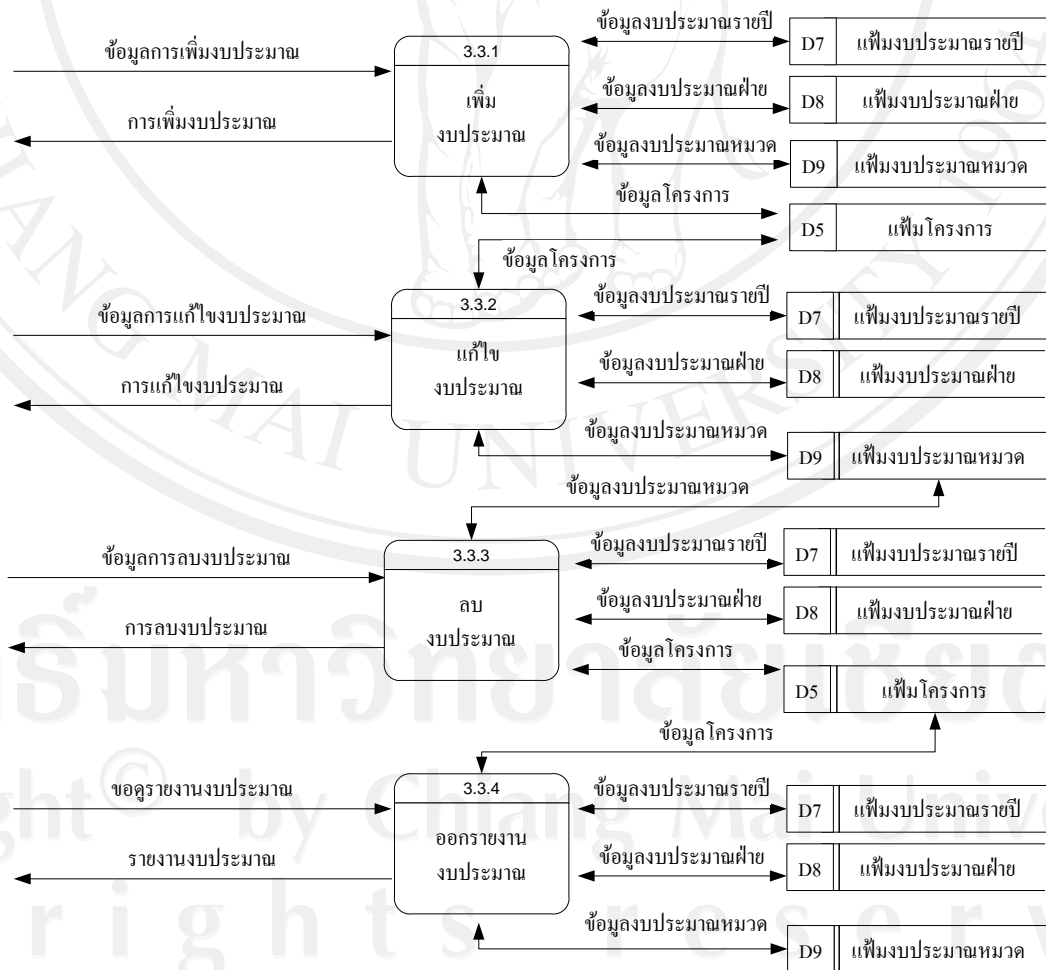 ข้อมูลการเพิ่มงบประมาณ
การเพิ่มงบประมาณ
3.3.1
เพิ่ม
งบประมาณ
ข้อมูลงบประมาณรายปี
D7 แฟ้มงบประมาณรายปี
ข้อมูลงบประมาณฝ่าย
D8 แฟ้มงบประมาณฝ่าย
ข้อมูลงบประมาณหมวด
D9 แฟ้มงบประมาณหมวด
ข้อมูลโครงการ
D5 แฟ้มโครงการ
ข้อมูลโครงการ
ข้อมูลการแก้ไขงบประมาณ
การแก้ไขงบประมาณ
3.3.2
แก้ไข
งบประมาณ
ข้อมูลงบประมาณรายปี
D7 แฟ้มงบประมาณรายปี
ข้อมูลงบประมาณฝ่าย
D8 แฟ้มงบประมาณฝ่าย
ข้อมูลงบประมาณหมวด
D9 แฟ้มงบประมาณหมวด
ข้อมูลงบประมาณหมวด
ข้อมูลการลบงบประมาณ
การลบงบประมาณ
3.3.3
ลบ
งบประมาณ
ข้อมูลงบประมาณรายปี
D7 แฟ้มงบประมาณรายปี
ข้อมูลงบประมาณฝ่าย
D8 แฟ้มงบประมาณฝ่าย
ข้อมูลโครงการ
D5 แฟ้มโครงการ
ข้อมูลโครงการ
ขอดูรายงานงบประมาณ
รายงานงบประมาณ
3.3.4
ออกรายงาน
งบประมาณ
ข้อมูลงบประมาณรายปี
D7 แฟ้มงบประมาณรายปี
ข้อมูลงบประมาณฝ่าย
D8 แฟ้มงบประมาณฝ่าย
ข้อมูลงบประมาณหมวด
D9 แฟ้มงบประมาณหมวด
IANG MAI UNIVERSITY 1964
by Chiang Mai
rights